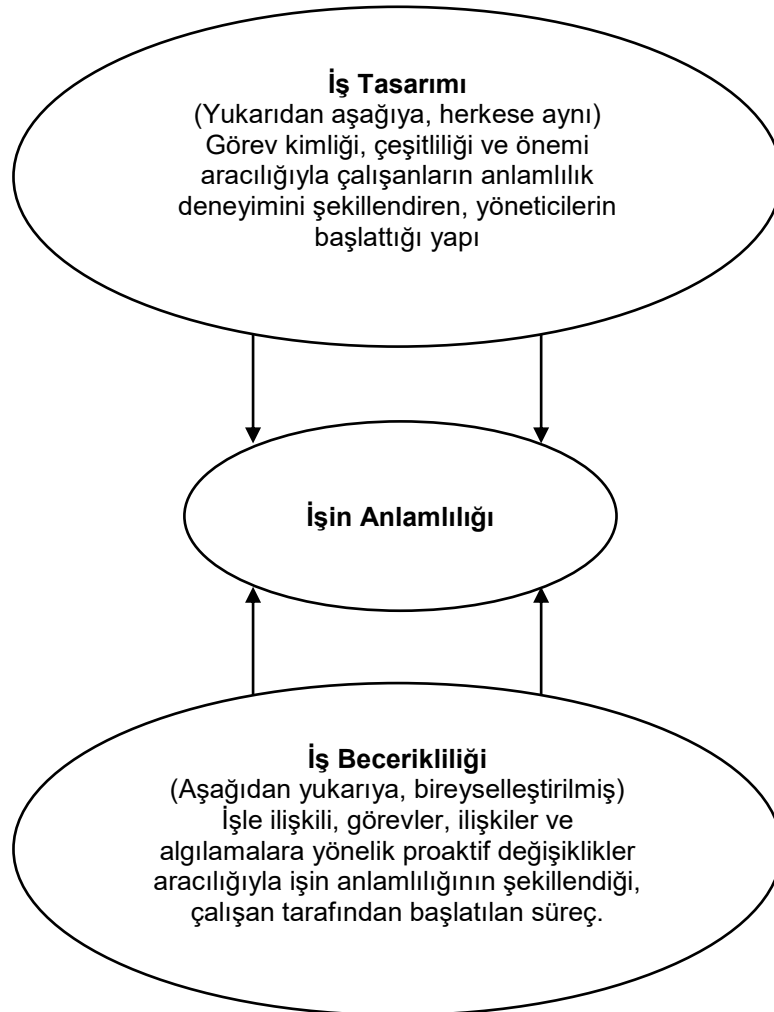 İş Tasarımı
(Yukarıdan aşağıya, herkese aynı)
Görev kimliği, çeşitliliği ve önemi
aracılığıyla çalışanların anlamlılık
deneyimini şekillendiren, yöneticilerin
başlattığı yapı
İşin Anlamlılığı
İş Becerikliliği
(Aşağıdan yukarıya, bireyselleştirilmiş)
İşle ilişkili, görevler, ilişkiler ve
algılamalara yönelik proaktif değişiklikler
aracılığıyla işin anlamlılığının şekillendiği,
çalışan tarafından başlatılan süreç.